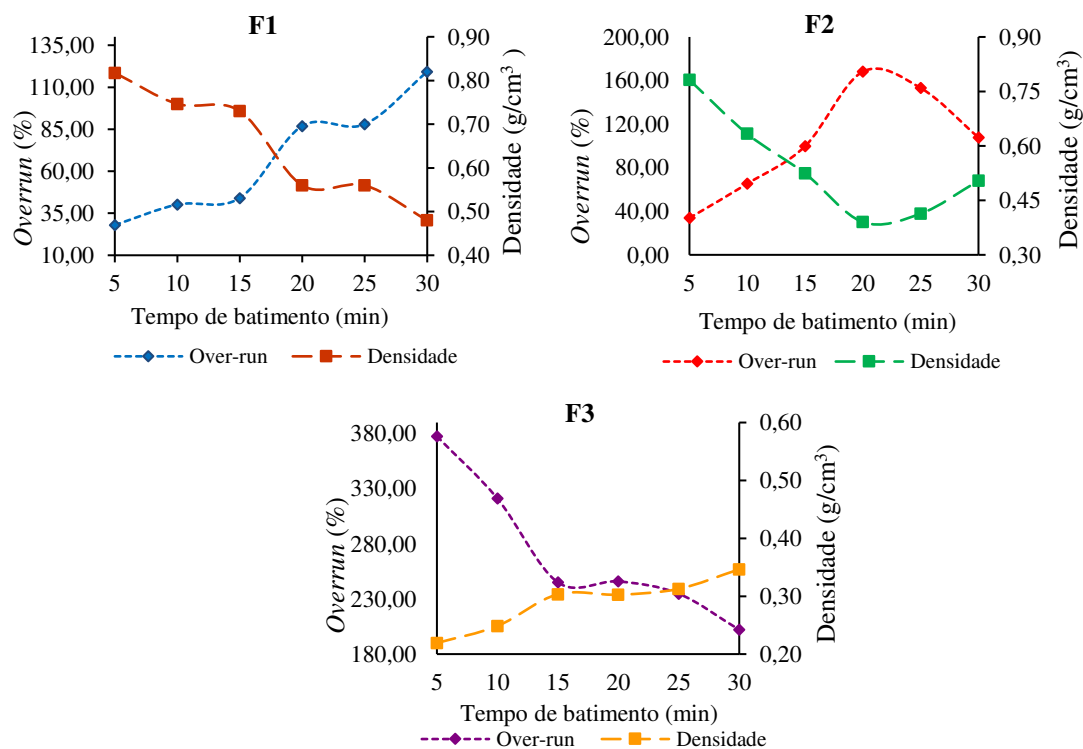 F1
135,00
110,00
85,00
60,00
35,00
10,00
Overrun (%)
0,90
0,80
0,70
0,60
0,50
0,40
Densidade (g/cm³ )
5 10 15 20 25 30
Tempo de batimento (min)
Over-run Densidade
F2
200,00
160,00
120,00
80,00
40,00
0,00
Overrun (%)
0,90
0,75
0,60
0,45
0,30
Densidade (g/cm³)
5 10 15 20 25 30
Tempo de batimento (min)
Over-run Densidade
F3
380,00
330,00
280,00
230,00
180,00
Overrun (%)
0,60
0,50
0,40
0,30
0,20
Densidade (g/cm³)
5 10 15 20 25 30
Tempo de batimento (min)
Over-run Densidade